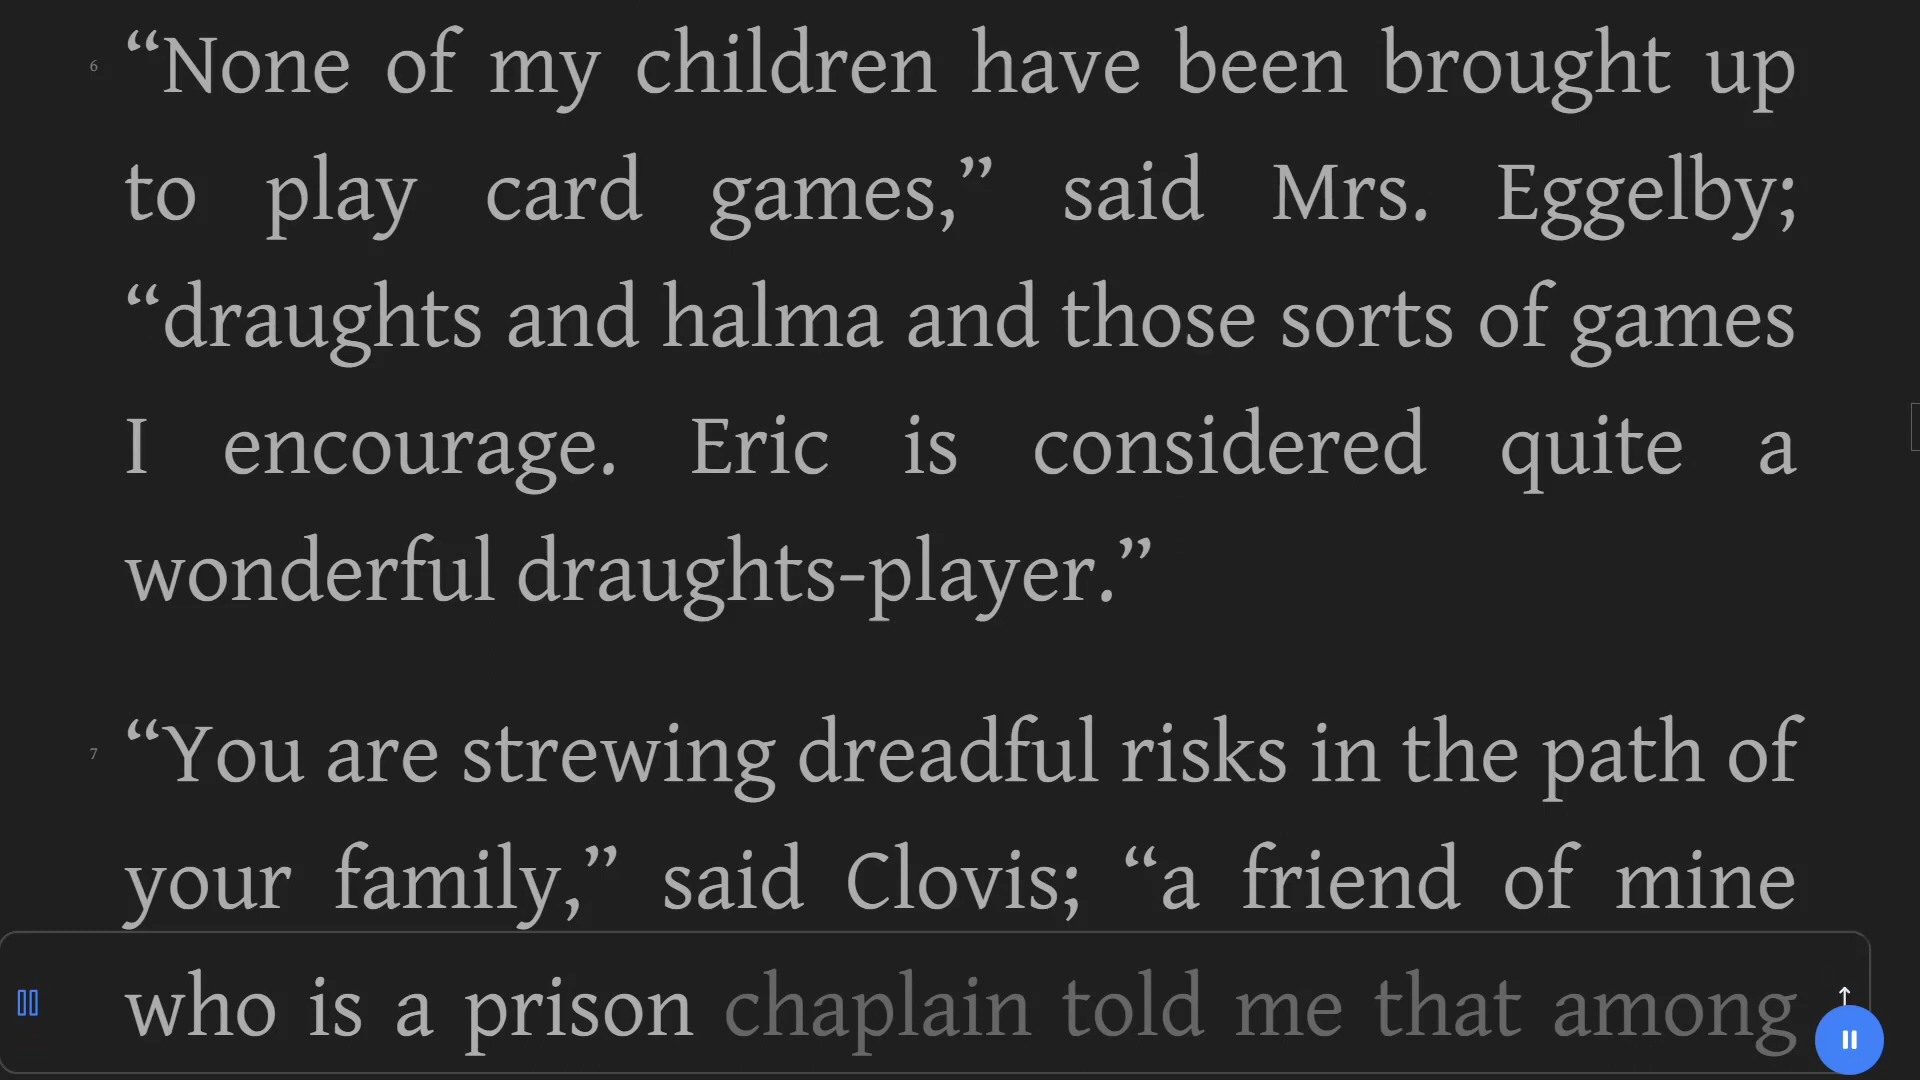 6
“None of my children have been brought up
to play card games,” said Mrs. Eggelby;
“draughts and halma and those sorts of games
I encourage. Eric is considered quite a
wonderful draughts-player.”
7
“You are strewing dreadful risks in the path of
your family,” said Clovis; “a friend of mine
who is a prison chaplain told me that among